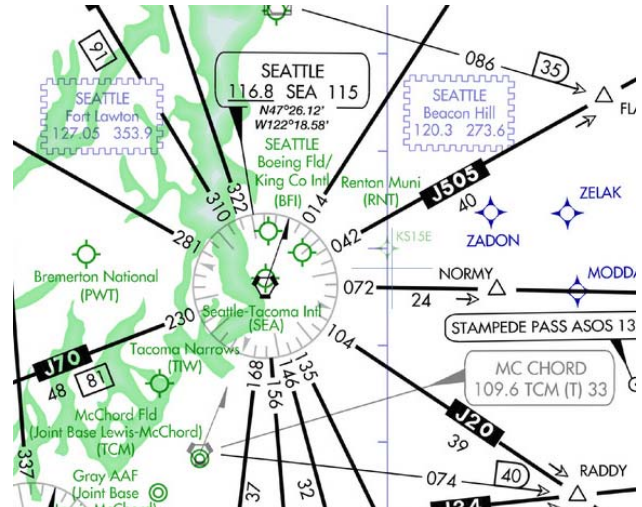 91
SEATTLE
116.8 SEA 115
N47°26.12'
W122°18.58'
086
35
SEATTLE
Fort Lawton
127.05 353.9
SEATTLE
Beacon Hill
120.3 273.6
SEATTLE
Boeing Fld/
King Co Intl
(BFI)
Renton Muni
(RNT)
J505
40
ZELAK
ZADON
310
322
014
042
281
KS15E
Bremerton National
(PWT)
072
NORMY
24
MODDA
Seattle-Tacoma Intl
(SEA)
230
104
STAMPEDE PASS ASOS 13
J70
48
81
Tacoma Narrows
(TIW)
MC CHORD
109.6 TCM (T) 33
156
146
135
McChord Fld
(Joint Base Lewis-McChord)
(TCM)
J20
39
337
Gray AAF
(Joint Base
37
32
074
40
RADDY